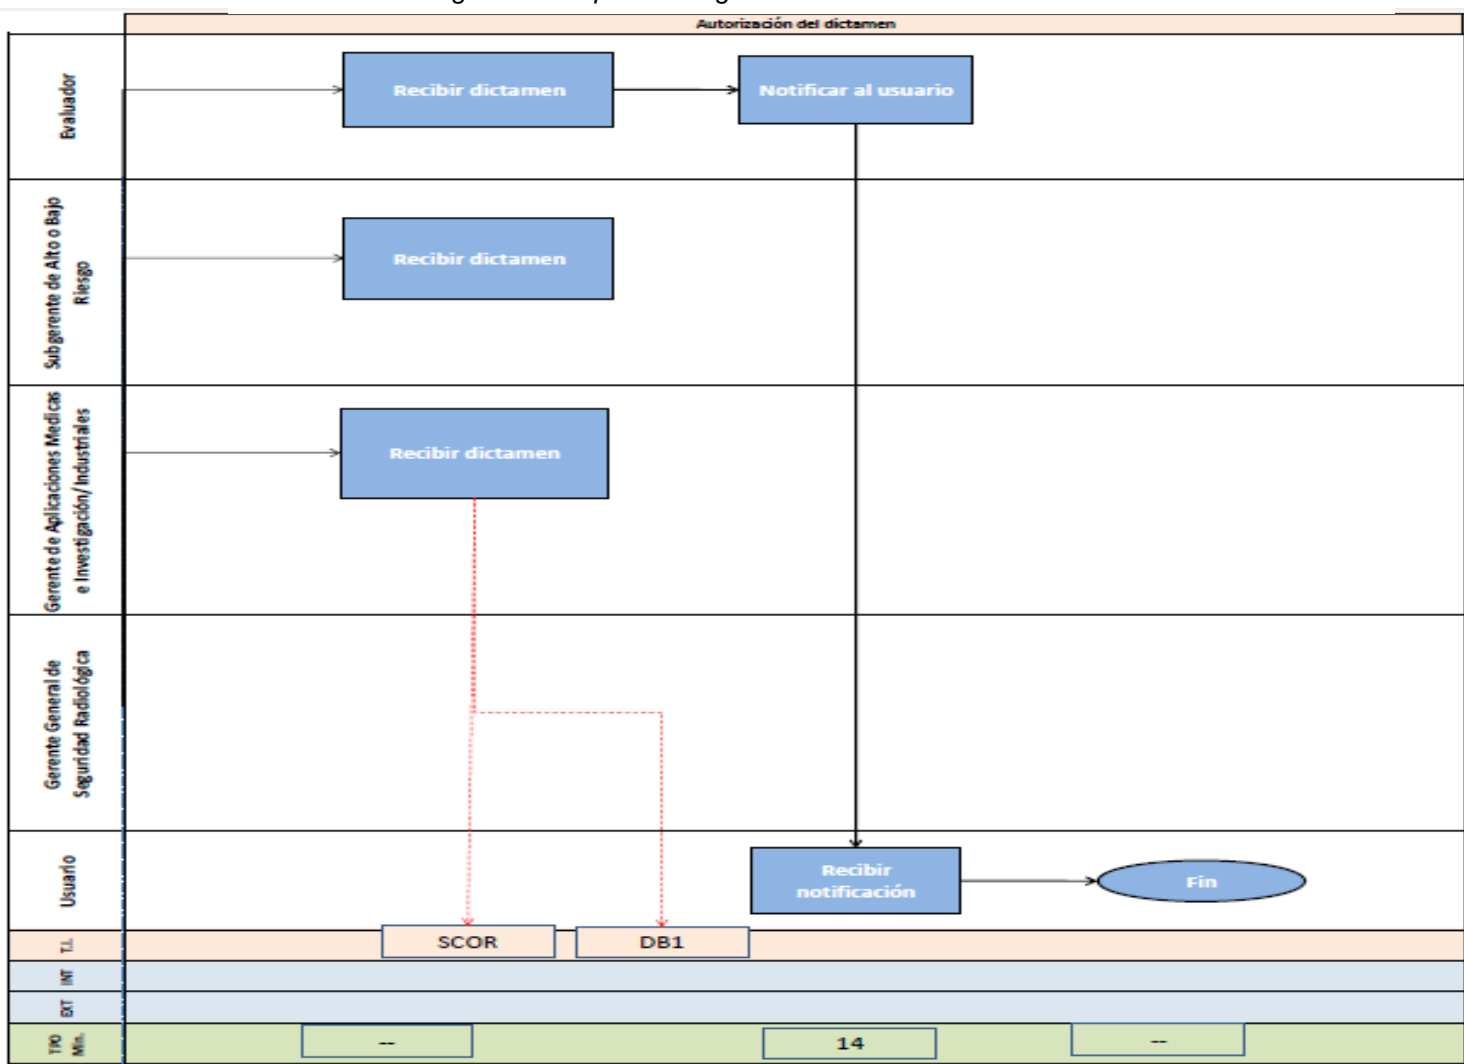 Autorización del dictamen
Evaluador
Recibir dictamen
Notificar al usuario
Subgerente de Alto o Bajo
Riesgo
Recibir dictamen
Gerente de Aplicaciones Medicas
e Investigación/Industriales
Recibir dictamen
Gerente General de
Seguridad Radiológica
Usuario
Recibir
notificación
Fin
T.I.
SCOR
DB1
INT
EXT
TPO
Min.
--
14
--